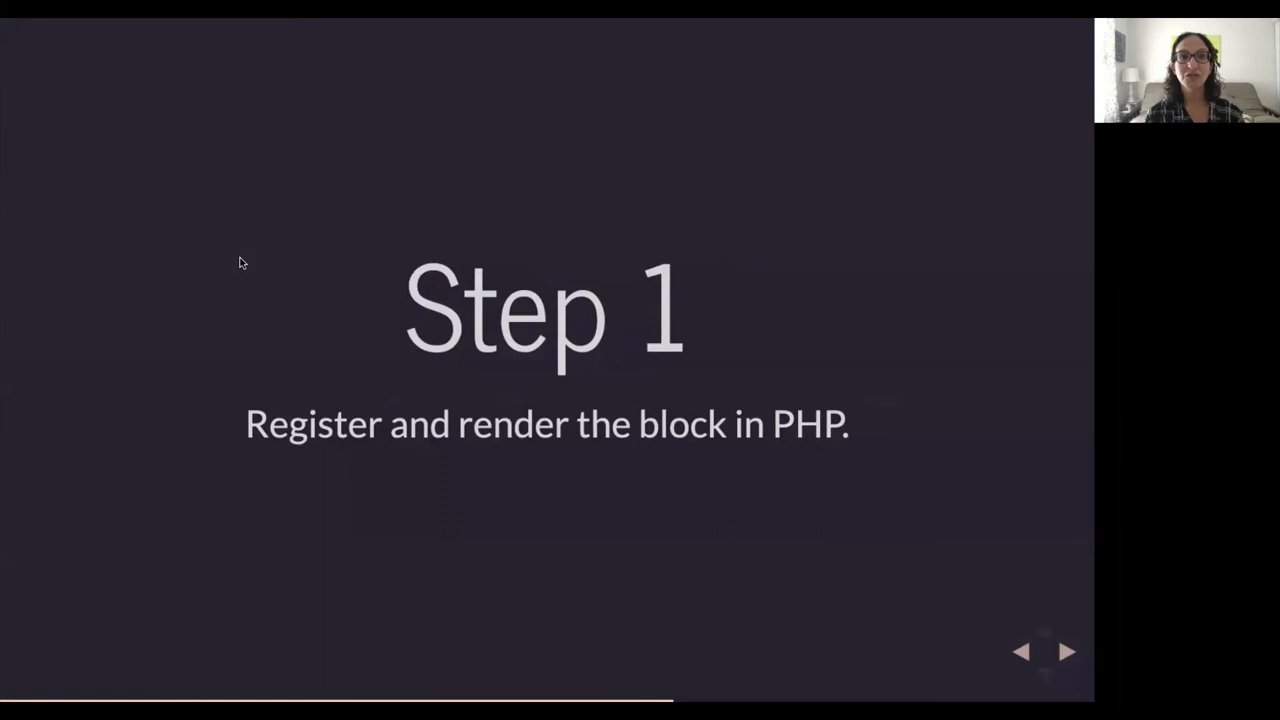 Step 1
Register and render the block in PHP.